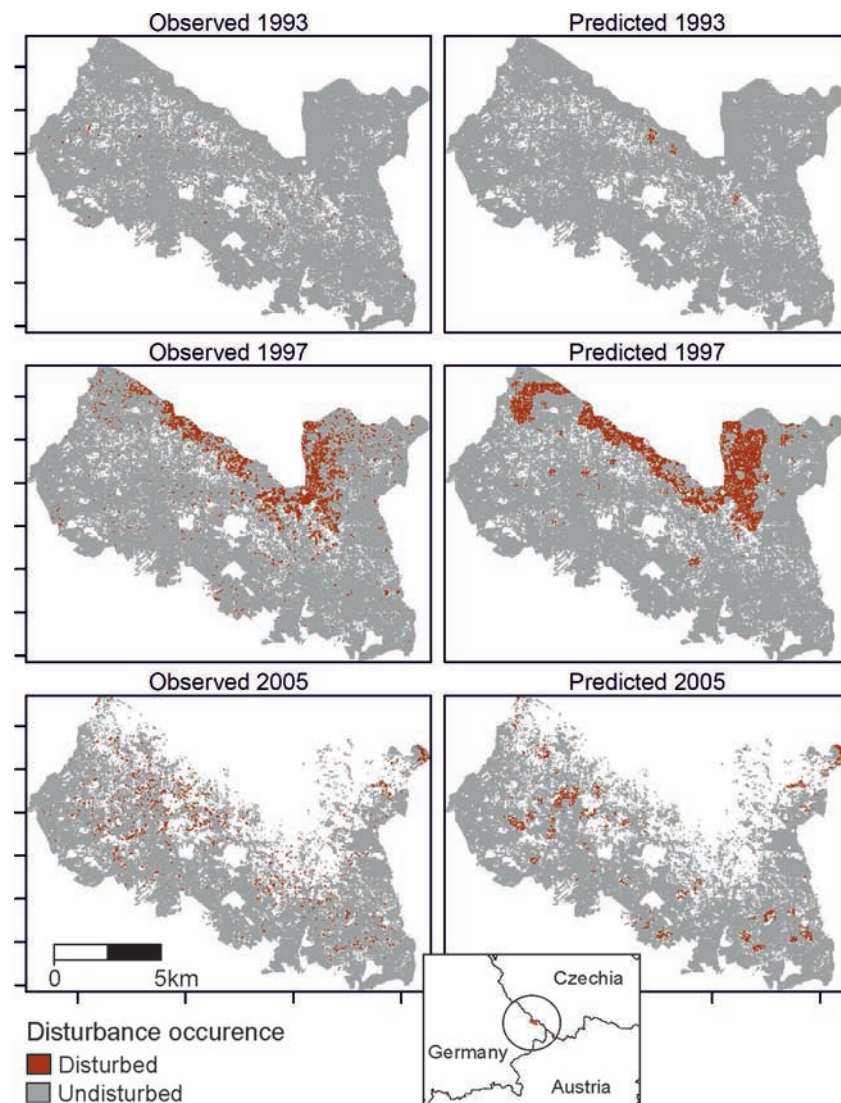 Observed 1993
Predicted 1993
Observed 1997
Predicted 1997
Observed 2005
Predicted 2005
0 5km
Czechia
Germany
Austria
Disturbance occurence
Disturbed
Undisturbed